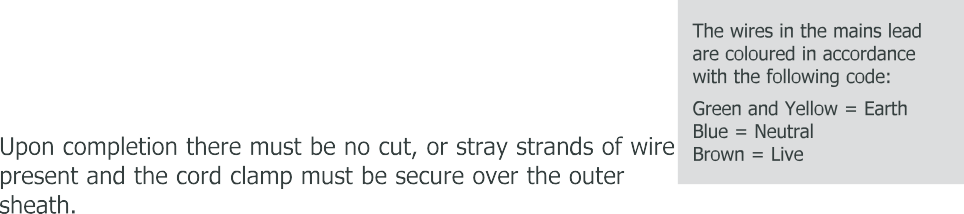 The wires in the mains lead
are coloured in accordance
with the following code:
Green and Yellow = Earth
Blue = Neutral
Brown = Live
Upon completion there must be no cut, or stray strands of wire
present and the cord clamp must be secure over the outer
sheath.